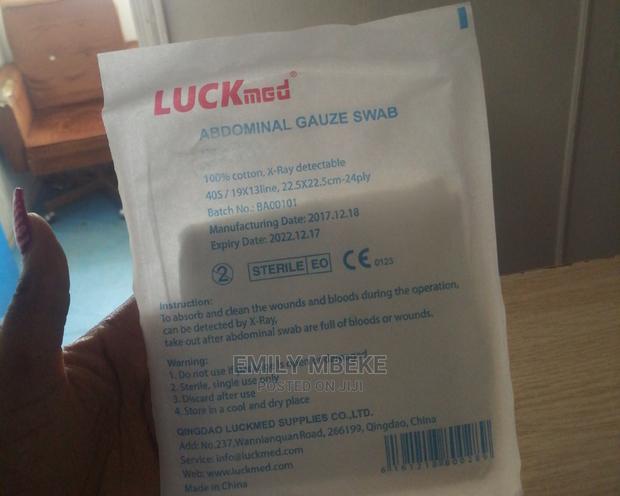 LUCKmed®
ABDOMINAL GAUZE SWAB
100% cotton, X-Ray detectable
40S / 19X13line, 22.5X22.5cm-24ply
Batch No.: BA00101
Manufacturing Date: 2017.12.18
Expiry Date: 2022.12.17
2 STERILE EO CE 0123
Instruction:
To absorb and clean the wounds and bloods during the operation,
can be detected by X-Ray,
take out after abdominal swab are full of bloods or wounds.
Warning:
1. Do not use if
EMILY MBEKE
2. Sterile, single use only
POSTED ON JIJI
3. Discard after use
4. Store in a cool and dry place
QINGDAO LUCKMED SUPPLIES CO.,LTD.
Add: No.237,WannianquanRoad, 266199, Qingdao, China
Service: info@luckmed.com
Web: www.luckmed.com
Made in China